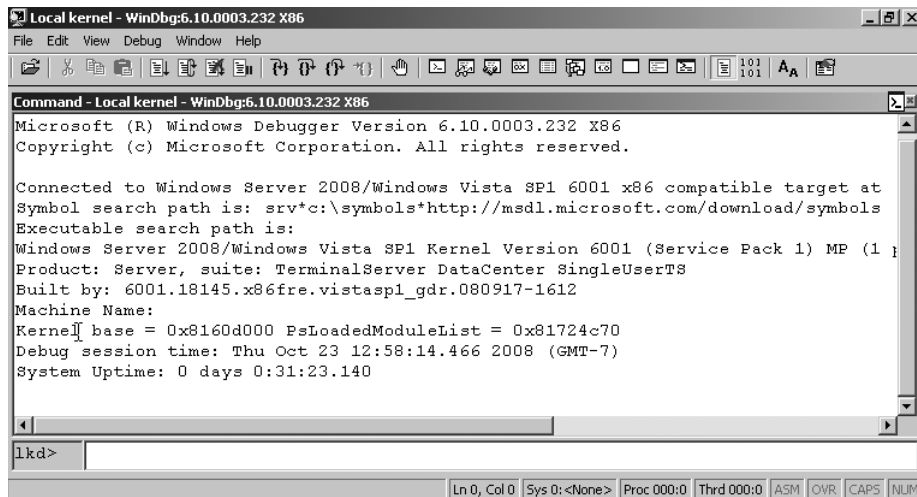 Local kernel - WinDbg:6.10.0003.232 X86
File Edit View Debug Window Help
101
101
Command - Local kernel - WinDbg:6.10.0003.232 X86
Microsoft (R) Windows Debugger Version 6.10.0003.232 X86
Copyright (c) Microsoft Corporation. All rights reserved.
Connected to Windows Server 2008/Windows Vista SP1 6001 x86 compatible target at
Symbol search path is: srv*c:\symbols*http://msdl.microsoft.com/download/symbols
Executable search path is:
Windows Server 2008/Windows Vista SP1 Kernel Version 6001 (Service Pack 1) MP (1
Product: Server, suite: TerminalServer DataCenter SingleUserTS
Built by: 6001.18145.x86fre.vistasp1_gdr.080917-1612
Machine Name:
Kernel base = 0x8160d000 PsLoadedModuleList = 0x81724c70
Debug session time: Thu Oct 23 12:58:14.466 2008 (GMT-7)
System Uptime: 0 days 0:31:23.140
lkd>
Ln 0, Col 0 Sys 0:<None> Proc 000:0 Thrd 000:0 ASM OVR CAPS NUM